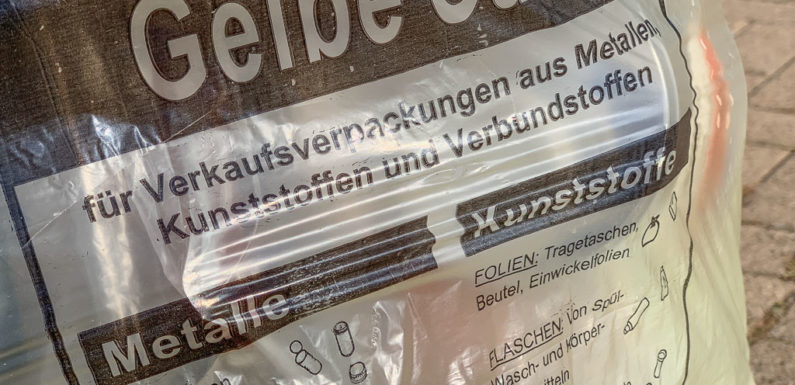 Gelbe
für Verkaufsverpackungen aus Metallen,
Kunststoffen und Verbundstoffen
Metalle
Kunststoffe
FOLIEN: Tragetaschen,
Beutel, Einwickelfolien
FLASCHEN: Von Spül-
Wasch- und Körper-